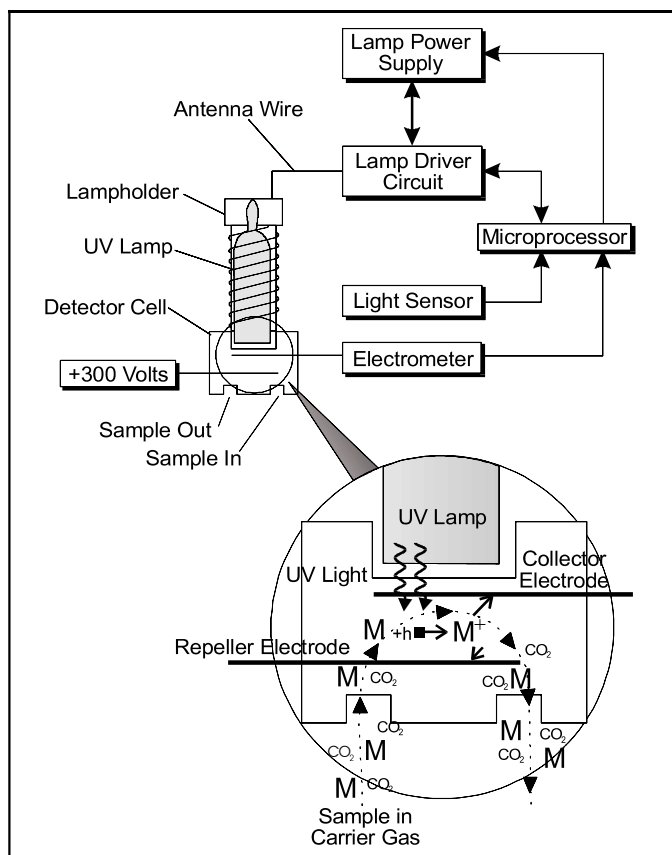 Lamp Power
Supply
Antenna Wire
Lamp Driver
Circuit
Lampholder
Microprocessor
UV Lamp
Light Sensor
Detector Cell
Electrometer
+300 Volts
Sample Out
Sample In
UV Lamp
UV Light
Collector
Electrode
M +h ■ M+
Repeller Electrode
CO₂
M CO₂
CO₂ M
CO₂
M CO₂
CO₂ M
CO₂ M
M CO₂
Sample in
Carrier Gas